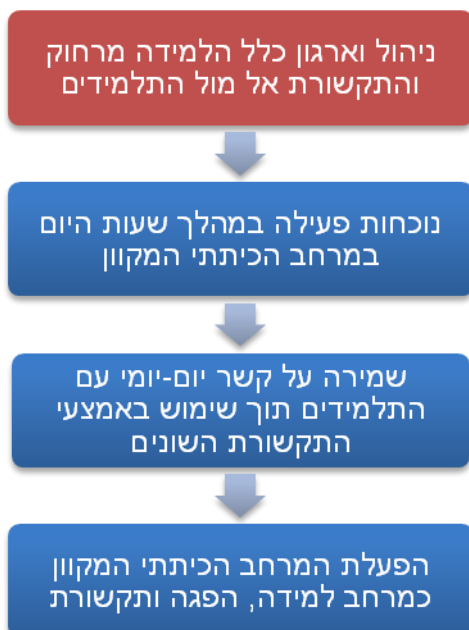 ניהול וארגון כלל הלמידה מרחוק
והתקשורת אל מול התלמידים
נוכחות פעילה במהלך שעות היום
במרחב הכיתתי המקוון
שמירה על קשר יום-יומי עם
התלמידים תוך שימוש באמצעי
התקשורת השונים
הפעלת המרחב הכיתתי המקוון
כמרחב למידה, הפגה ותקשורת